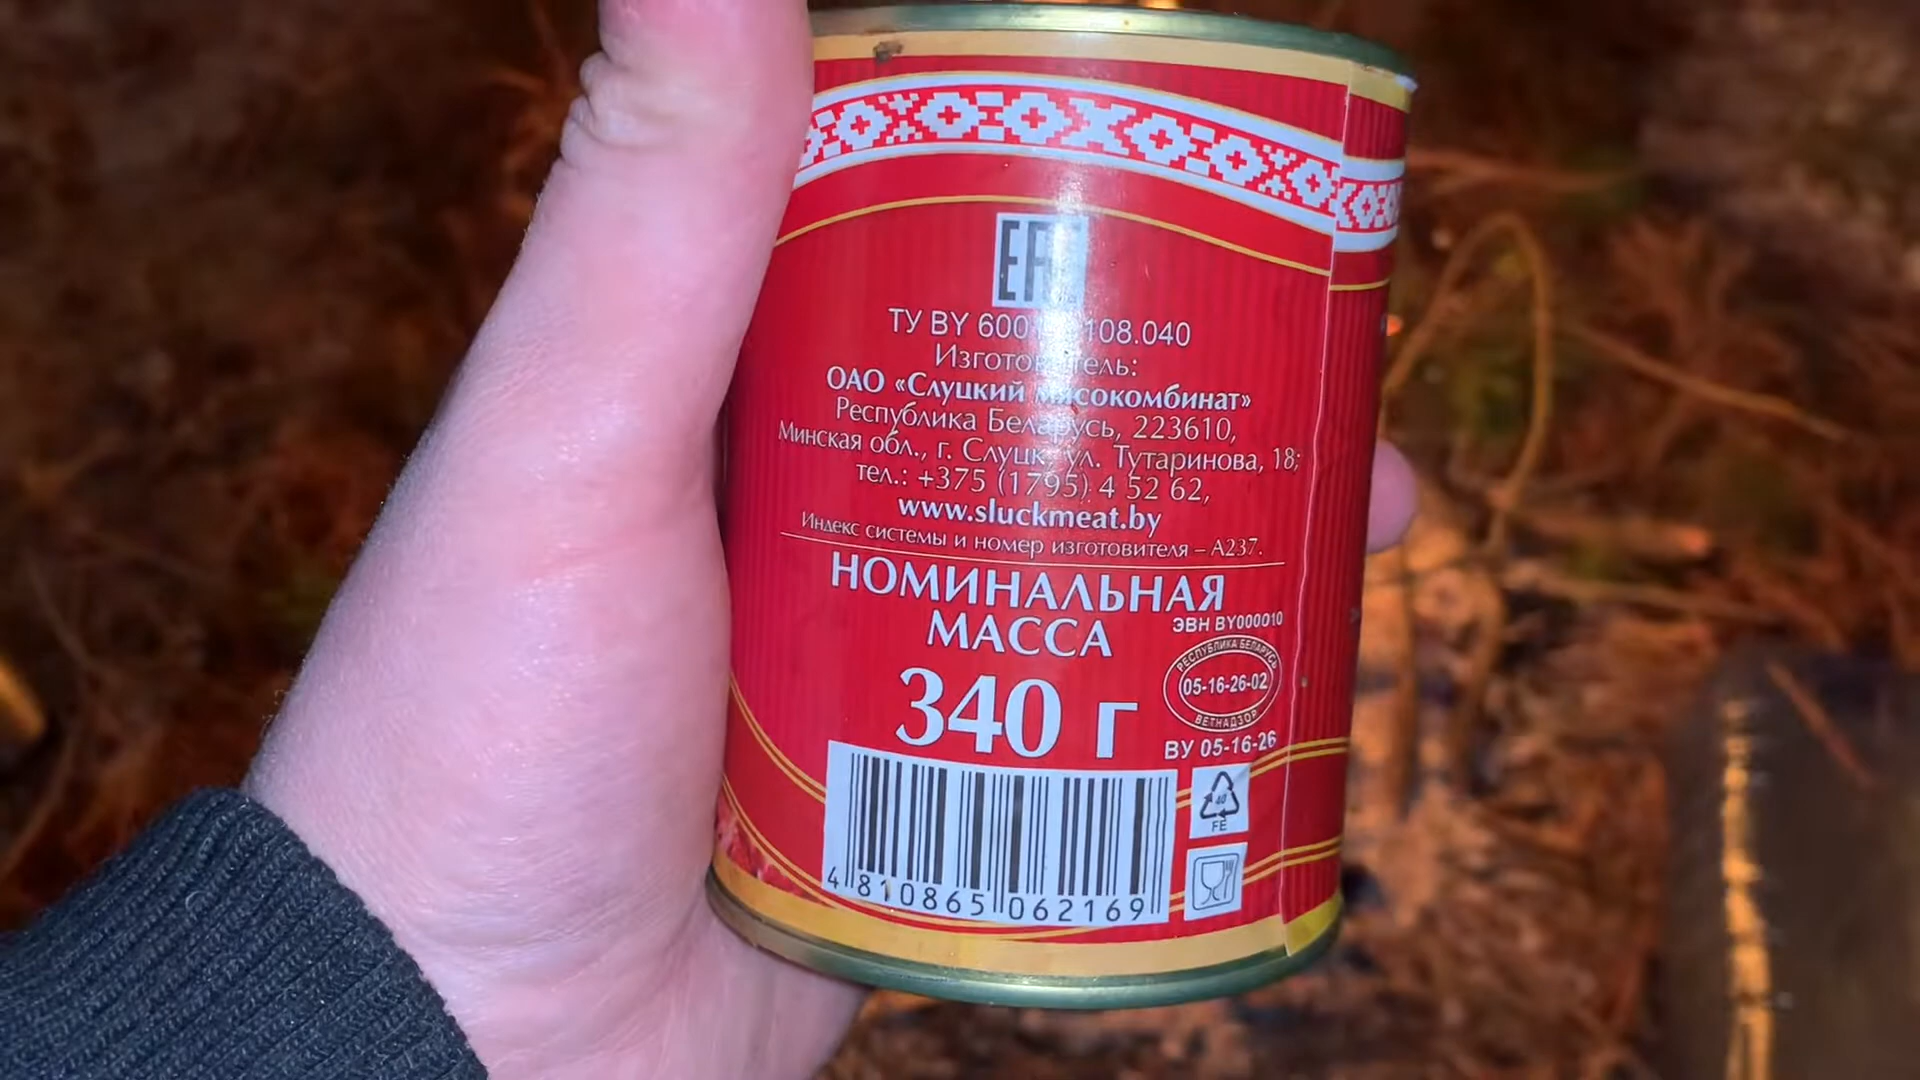 ТУ BY 108.040
Изготовитель:
ОАО «Слуцкий мясокомбинат»
Республика Беларусь, 223610,
Минская обл., г. Слуцк, ул. Тутаринова, 18;
тел.: +375 (1795) 4 52 62,
www.sluckmeat.by
Индекс системы и номер изготовителя – А237.
НОМИНАЛЬНАЯ
МАССА
340 г
ЭВН BY000010
РЕСПУБЛИКА БЕЛАРУСЬ
05-16-26-02
ВЕТНАДЗОР
BY 05-16-26
40
FE
4 810865 062169